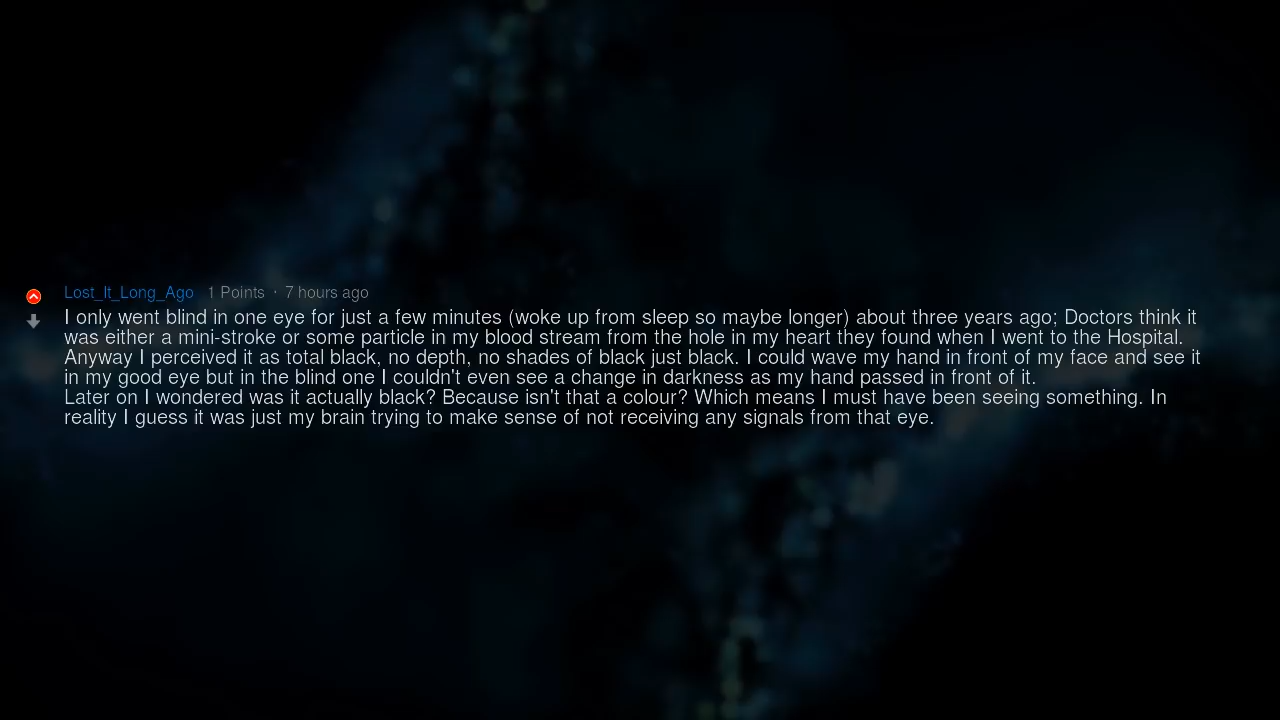 Lost_It_Long_Ago 1 Points · 7 hours ago
I only went blind in one eye for just a few minutes (woke up from sleep so maybe longer) about three years ago; Doctors think it
was either a mini-stroke or some particle in my blood stream from the hole in my heart they found when I went to the Hospital.
Anyway I perceived it as total black, no depth, no shades of black just black. I could wave my hand in front of my face and see it
in my good eye but in the blind one I couldn't even see a change in darkness as my hand passed in front of it.
Later on I wondered was it actually black? Because isn't that a colour? Which means I must have been seeing something. In
reality I guess it was just my brain trying to make sense of not receiving any signals from that eye.